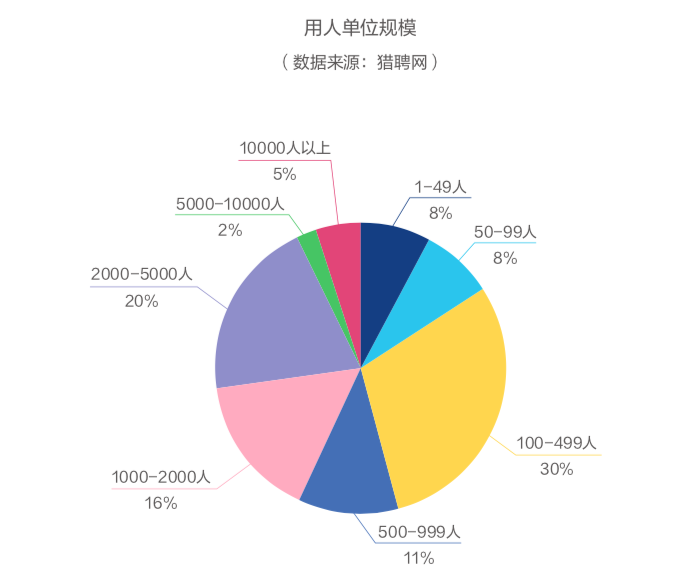 用人单位规模
（数据来源：猎聘网）
10000人以上
5%
1-49人
8%
5000-10000人
2%
50-99人
8%
2000-5000人
20%
100-499人
30%
1000-2000人
16%
500-999人
11%